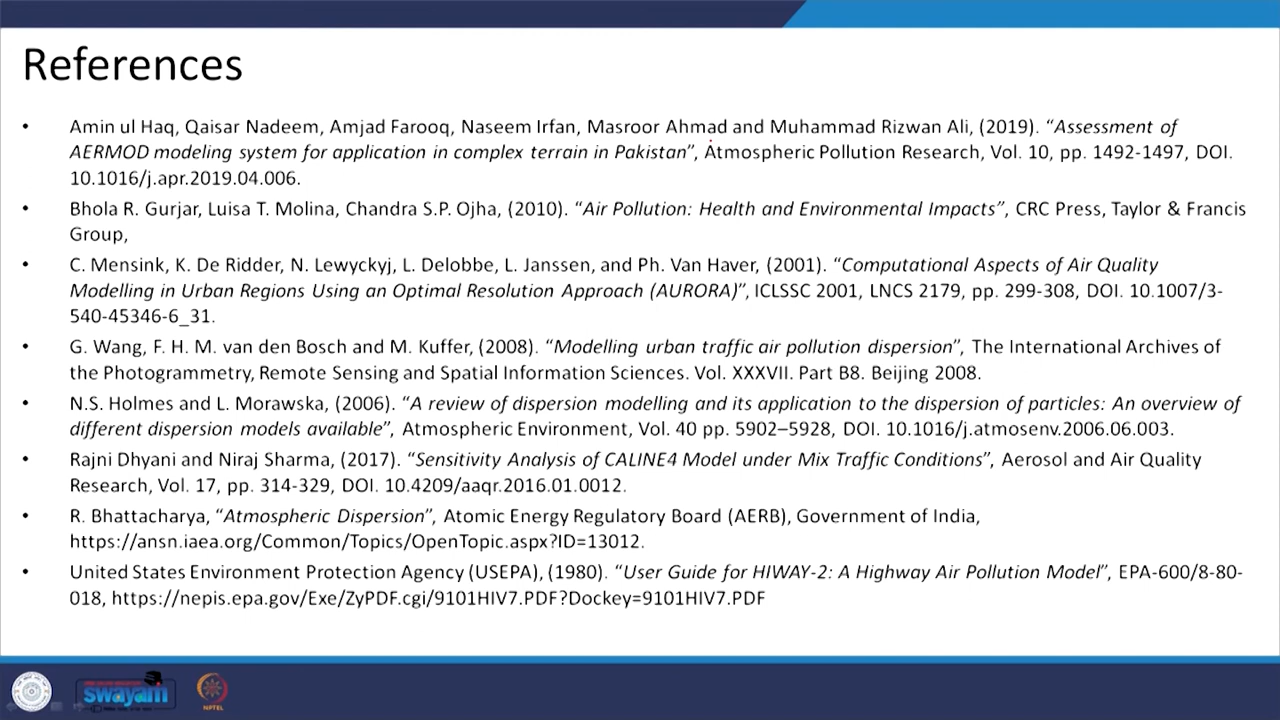 References
• Amin ul Haq, Qaisar Nadeem, Amjad Farooq, Naseem Irfan, Masroor Ahmad and Muhammad Rizwan Ali, (2019). “Assessment of
AERMOD modeling system for application in complex terrain in Pakistan”, Atmospheric Pollution Research, Vol. 10, pp. 1492-1497, DOI.
10.1016/j.apr.2019.04.006.
• Bhola R. Gurjar, Luisa T. Molina, Chandra S.P. Ojha, (2010). “Air Pollution: Health and Environmental Impacts”, CRC Press, Taylor & Francis
Group,
• C. Mensink, K. De Ridder, N. Lewyckyj, L. Delobbe, L. Janssen, and Ph. Van Haver, (2001). “Computational Aspects of Air Quality
Modelling in Urban Regions Using an Optimal Resolution Approach (AURORA)”, ICLSSC 2001, LNCS 2179, pp. 299-308, DOI. 10.1007/3-
540-45346-6_31.
• G. Wang, F. H. M. van den Bosch and M. Kuffer, (2008). “Modelling urban traffic air pollution dispersion”, The International Archives of
the Photogrammetry, Remote Sensing and Spatial Information Sciences. Vol. XXXVII. Part B8. Beijing 2008.
• N.S. Holmes and L. Morawska, (2006). “A review of dispersion modelling and its application to the dispersion of particles: An overview of
different dispersion models available”, Atmospheric Environment, Vol. 40 pp. 5902–5928, DOI. 10.1016/j.atmosenv.2006.06.003.
• Rajni Dhyani and Niraj Sharma, (2017). “Sensitivity Analysis of CALINE4 Model under Mix Traffic Conditions”, Aerosol and Air Quality
Research, Vol. 17, pp. 314-329, DOI. 10.4209/aaqr.2016.01.0012.
• R. Bhattacharya, “Atmospheric Dispersion”, Atomic Energy Regulatory Board (AERB), Government of India,
https://ansn.iaea.org/Common/Topics/OpenTopic.aspx?ID=13012.
• United States Environment Protection Agency (USEPA), (1980). “User Guide for HIWAY-2: A Highway Air Pollution Model”, EPA-600/8-80-
018, https://nepis.epa.gov/Exe/ZyPDF.cgi/9101HIV7.PDF?Dockey=9101HIV7.PDF
swayam
NPTEL